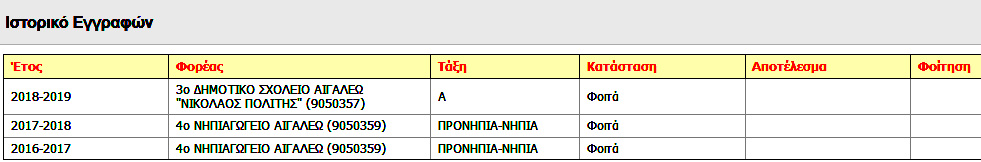 Ιστορικό Εγγραφών
Έτος Φορέας Τάξη Κατάσταση Αποτέλεσμα Φοίτηση
2018-2019 3ο ΔΗΜΟΤΙΚΟ ΣΧΟΛΕΙΟ ΑΙΓΑΛΕΩ Α Φοιτά
"ΝΙΚΟΛΑΟΣ ΠΟΛΙΤΗΣ" (9050357)
2017-2018 4ο ΝΗΠΙΑΓΩΓΕΙΟ ΑΙΓΑΛΕΩ (9050359) ΠΡΟΝΗΠΙΑ-ΝΗΠΙΑ Φοιτά
2016-2017 4ο ΝΗΠΙΑΓΩΓΕΙΟ ΑΙΓΑΛΕΩ (9050359) ΠΡΟΝΗΠΙΑ-ΝΗΠΙΑ Φοιτά